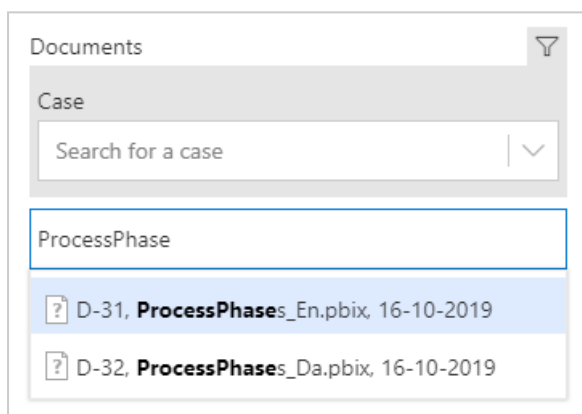 Documents
Case
Search for a case
ProcessPhase
D-31, ProcessPhases_En.pbix, 16-10-2019
D-32, ProcessPhases_Da.pbix, 16-10-2019